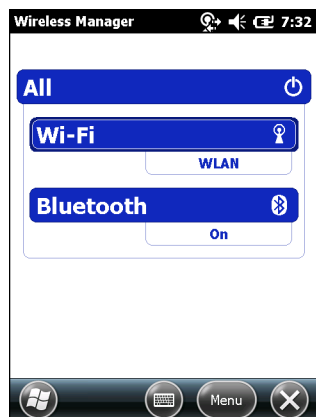 Wireless Manager 7:32
All
Wi-Fi
WLAN
Bluetooth
On
Menu